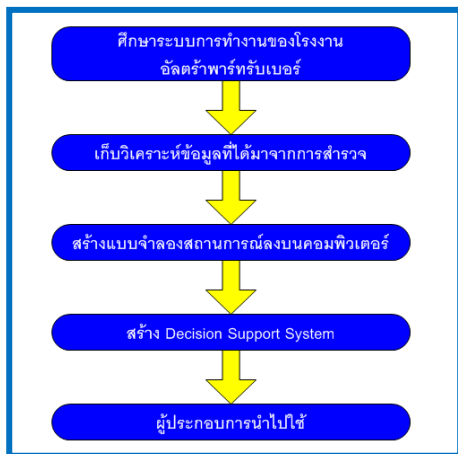 ศึกษาระบบการทำงานของโรงงาน
อัลตร้าพาร์ทรับเบอร์
เก็บวิเคราะห์ข้อมูลที่ได้มาจากการสำรวจ
สร้างแบบจำลองสถานการณ์ลงบนคอมพิวเตอร์
สร้าง Decision Support System
ผู้ประกอบการนำไปใช้